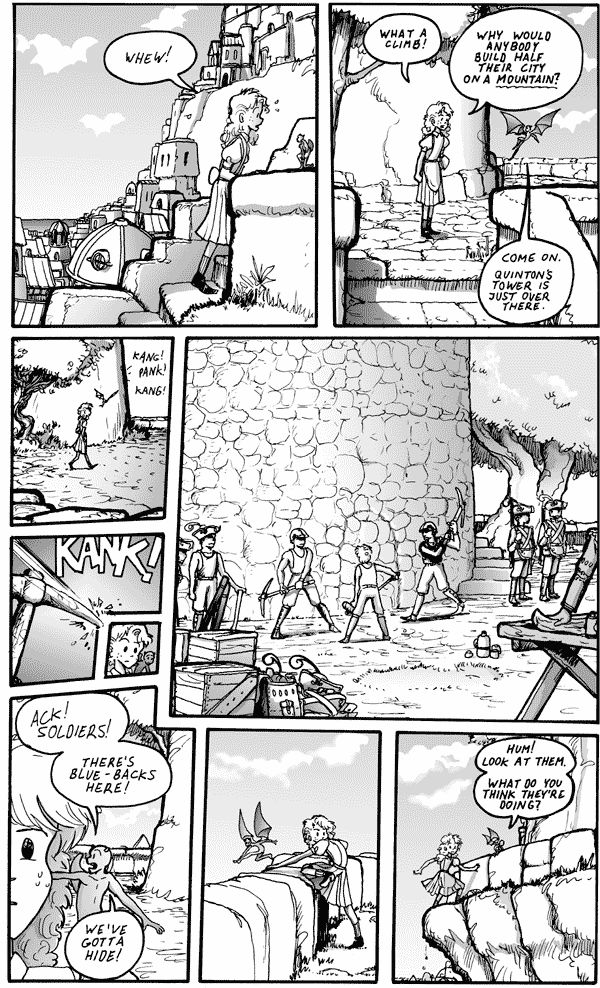 WHEW!
WHAT A
CLIMB!
WHY WOULD
ANYBODY
BUILD HALF
THEIR CITY
ON A MOUNTAIN?
COME ON.
QUINTON'S
TOWER IS
JUST OVER
THERE.
KANG!
PANK!
KANG!
KANK!
ACK!
SOLDIERS!
THERE'S
BLUE-BACKS
HERE!
WE'VE
GOTTA
HIDE!
HUM!
LOOK AT THEM.
WHAT DO YOU
THINK THEY'RE
DOING?